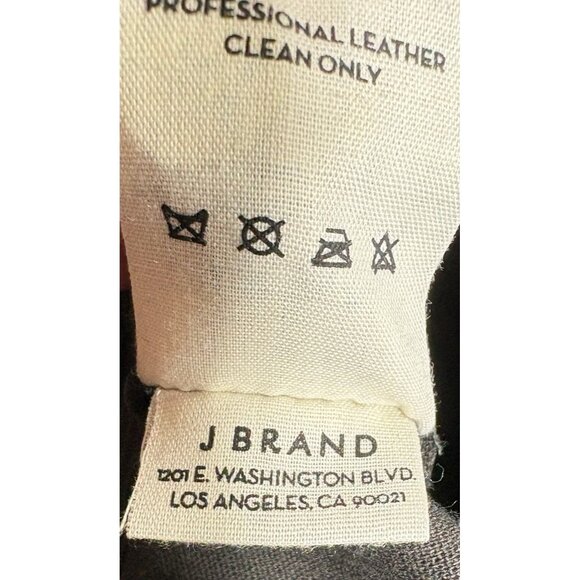 PROFESSIONAL LEATHER
CLEAN ONLY
J BRAND
1201 E. WASHINGTON BLVD.
LOS ANGELES, CA 90021